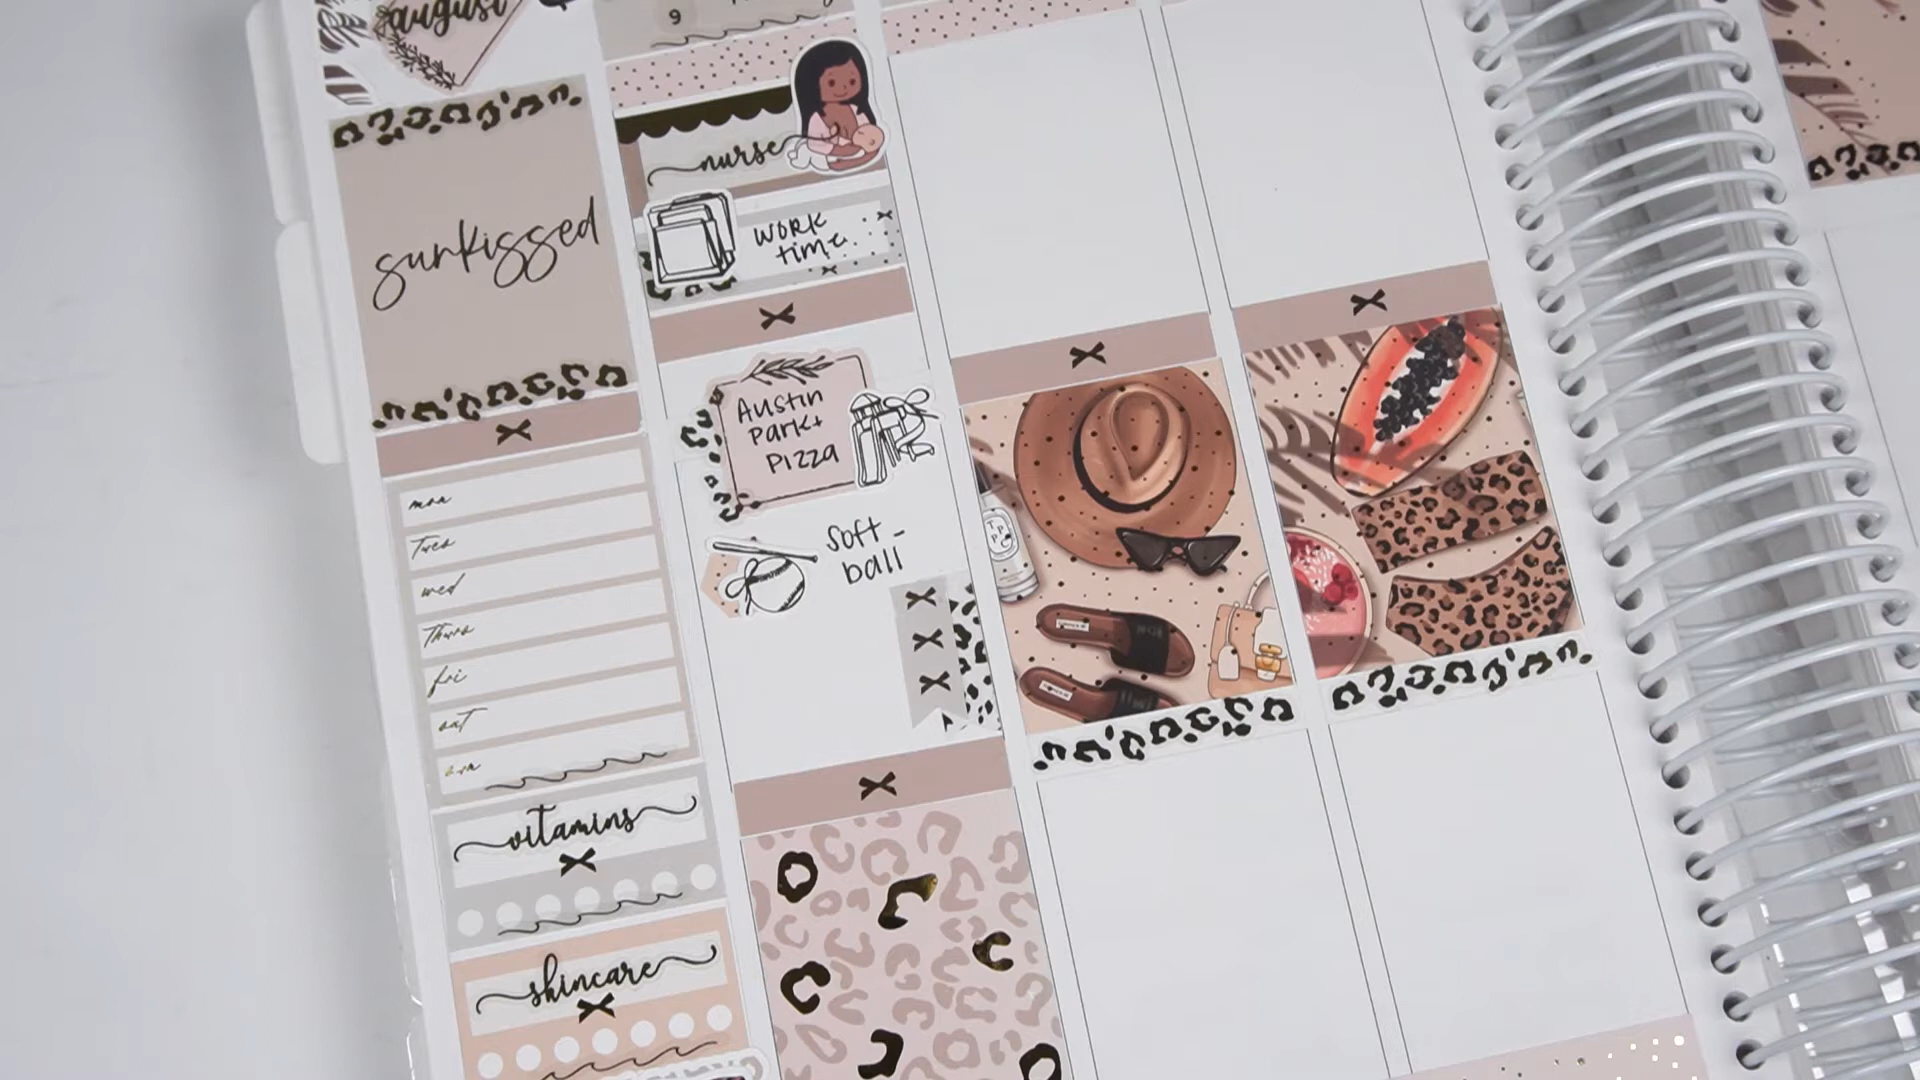 august
9
sunkissed
nurse
work
time
Austin
Park+
Pizza
Soft-
ball
mon
Tues
wed
Thurs
fri
sat
sun
vitamins
skincare